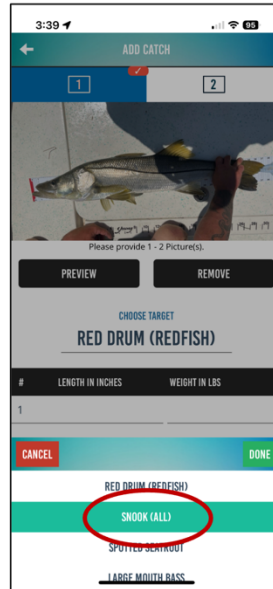 3:39 95
ADD CATCH
1 2
Please provide 1 - 2 Picture(s).
PREVIEW REMOVE
CHOOSE TARGET
RED DRUM (REDFISH)
# LENGTH IN INCHES WEIGHT IN LBS
1
CANCEL DONE
RED DRUM (REDFISH)
SNOOK (ALL)
SPOTTED SEATROUT
LARGE MOUTH BASS